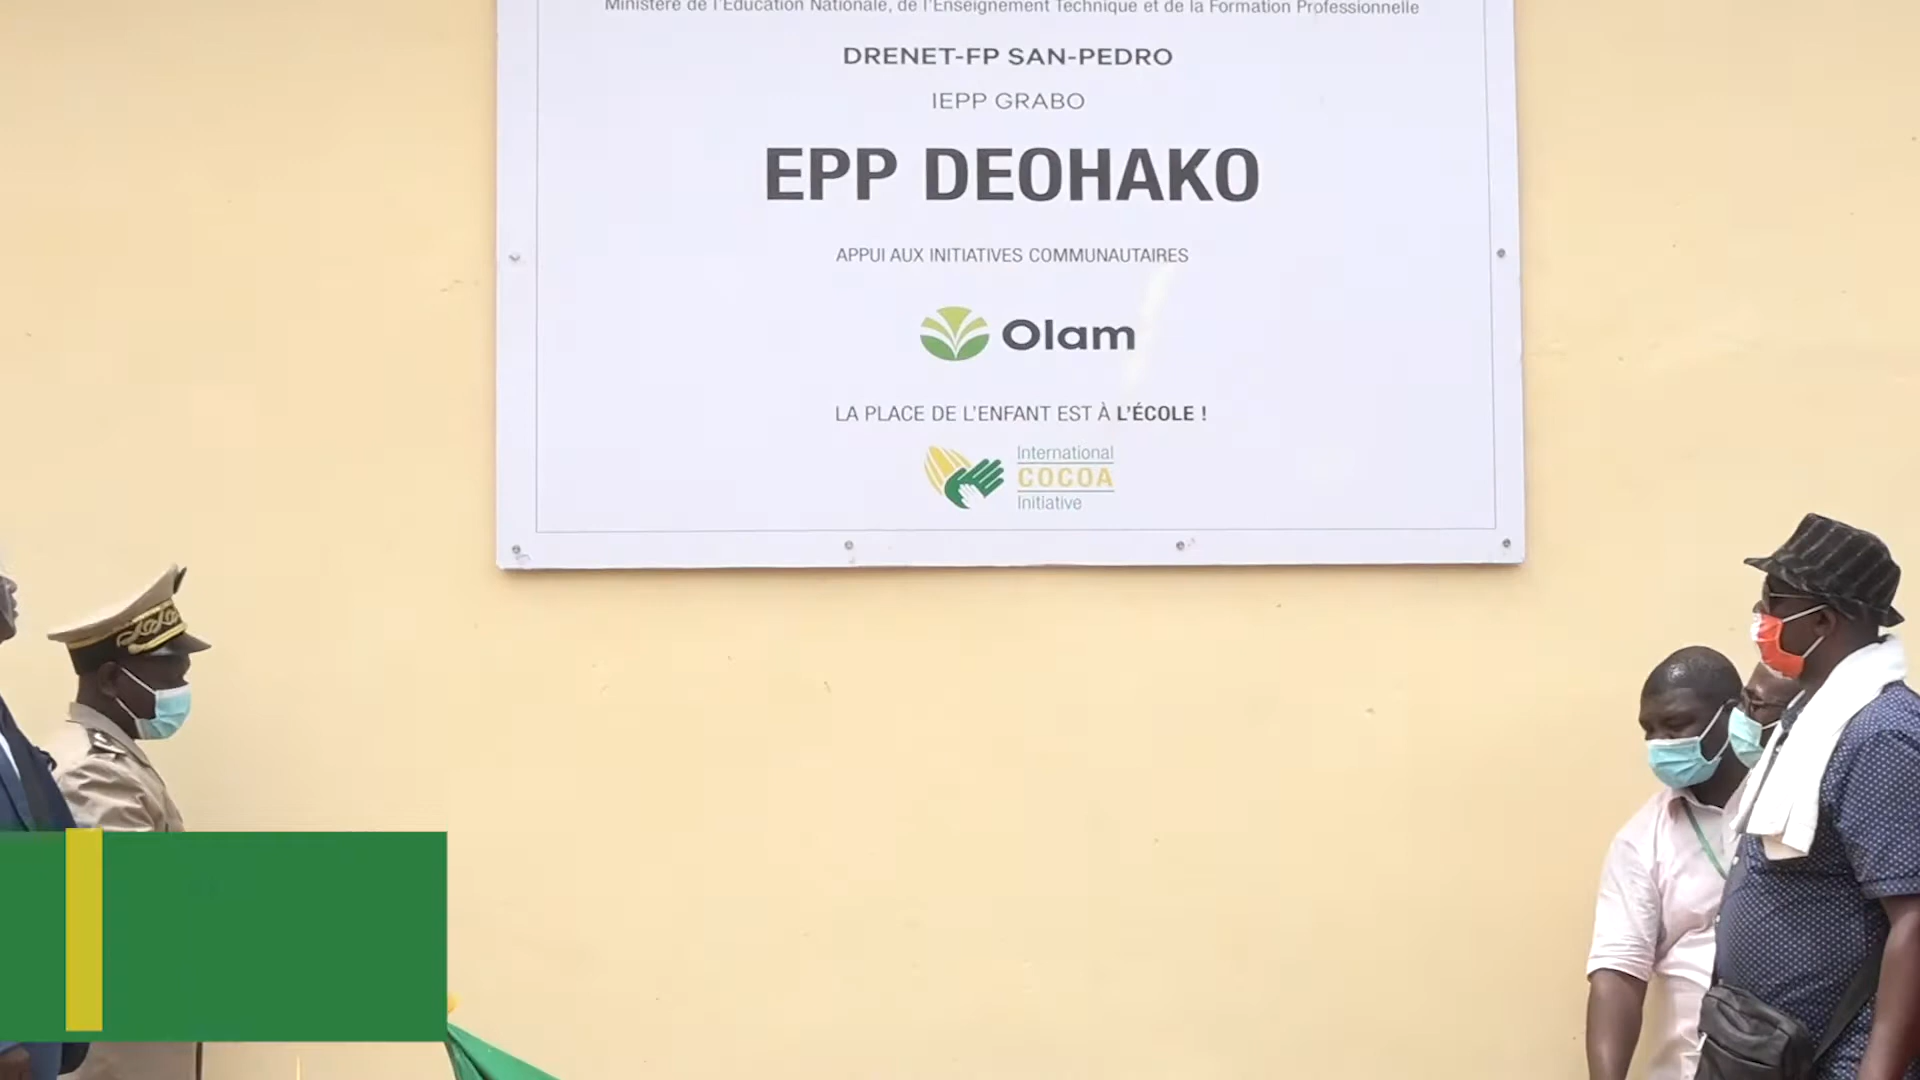 Ministère de l'Education Nationale, de l'Enseignement Technique et de la Formation Professionnelle
DRENET-FP SAN-PEDRO
IEPP GRABO
EPP DEOHAKO
APPUI AUX INITIATIVES COMMUNAUTAIRES
Olam
LA PLACE DE L'ENFANT EST À L'ÉCOLE !
International
COCOA
Initiative